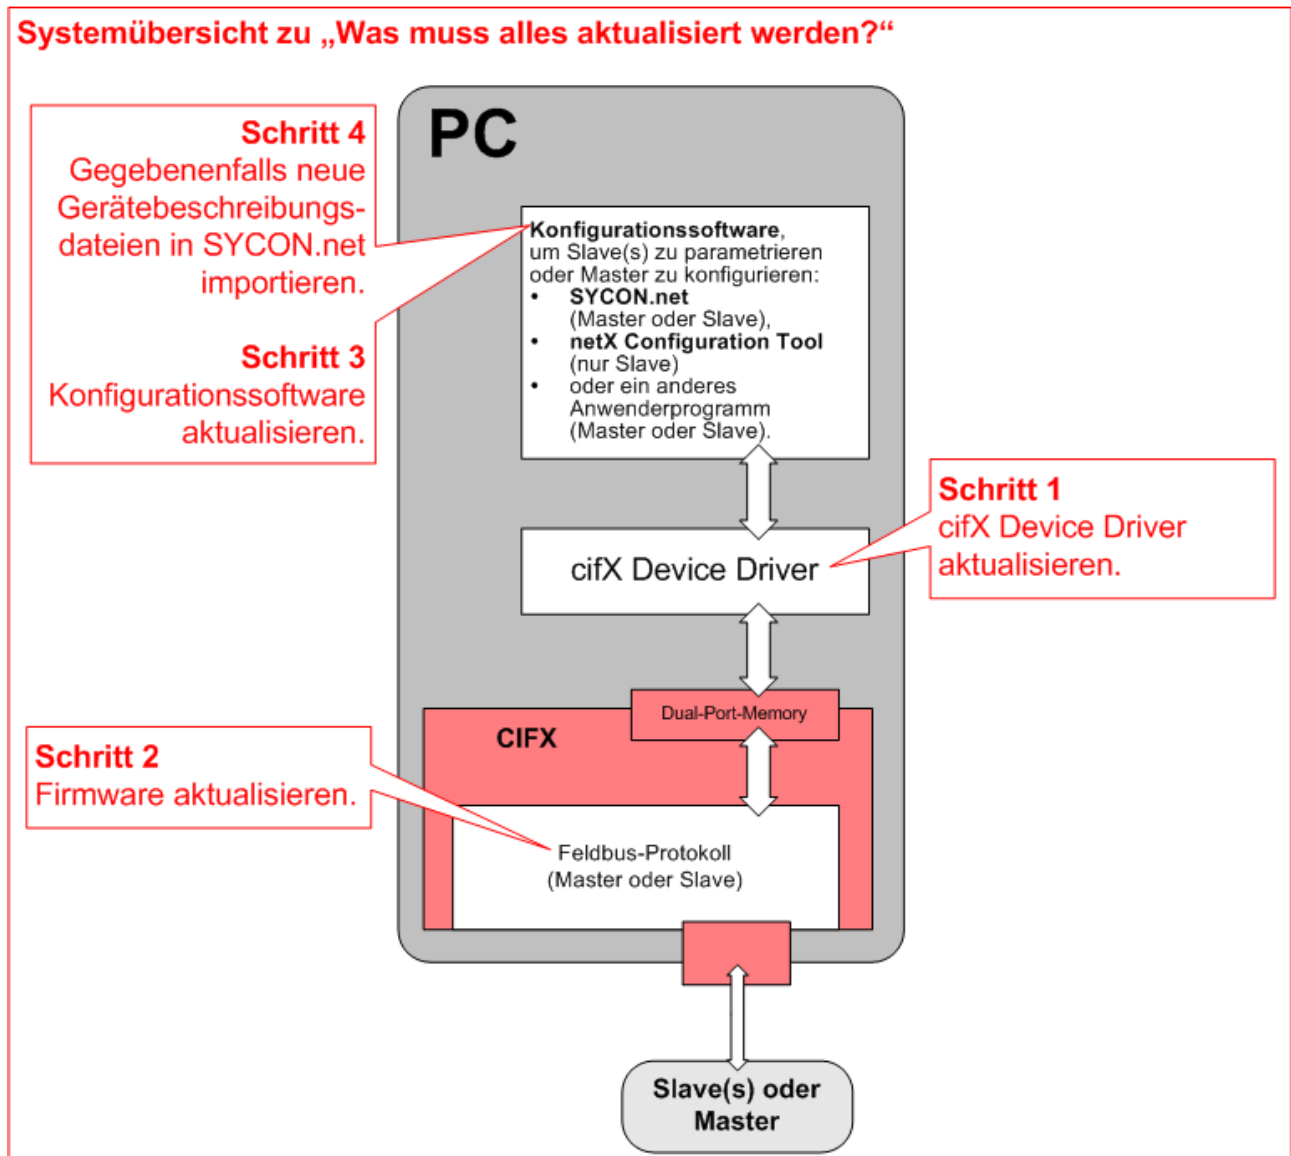 Systemübersicht zu „Was muss alles aktualisiert werden?“
PC
Schritt 4
Gegebenenfalls neue
Gerätebeschreibungs-
dateien in SYCON.net
importieren.
Schritt 3
Konfigurationssoftware
aktualisieren.
Konfigurationssoftware,
um Slave(s) zu parametrieren
oder Master zu konfigurieren:
• SYCON.net
(Master oder Slave),
• netX Configuration Tool
(nur Slave)
• oder ein anderes
Anwenderprogramm
(Master oder Slave).
Schritt 1
cifX Device Driver
aktualisieren.
cifX Device Driver
Dual-Port-Memory
CIFX
Schritt 2
Firmware aktualisieren.
Feldbus-Protokoll
(Master oder Slave)
Slave(s) oder
Master